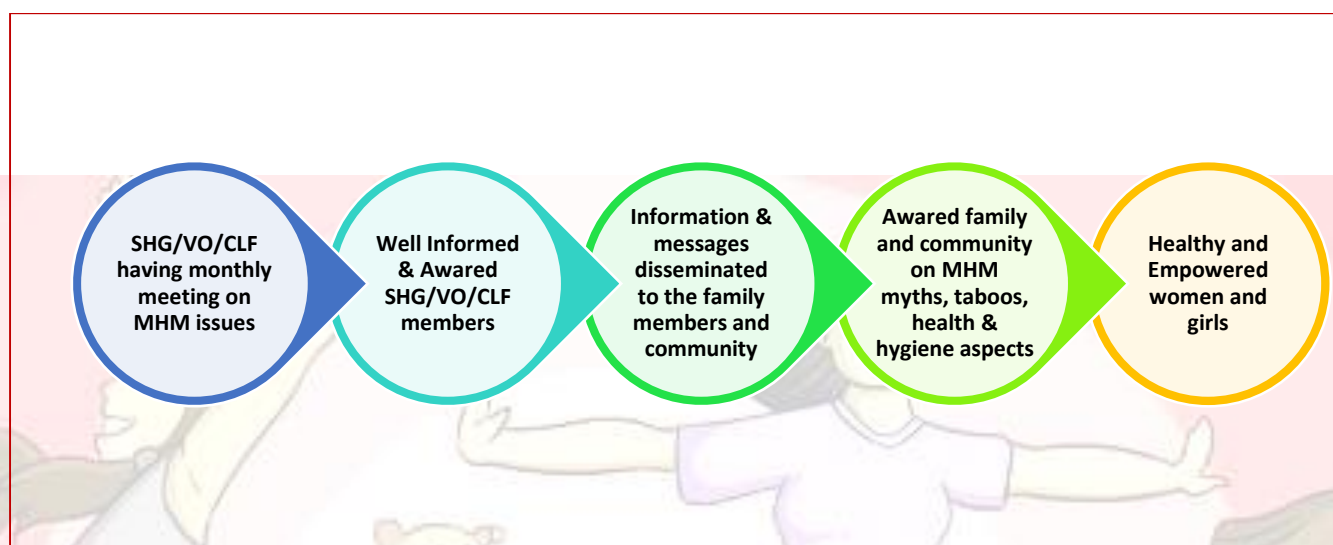 SHG/VO/CLF
having monthly
meeting on
MHM issues
Well Informed
& Awared
SHG/VO/CLF
members
Information &
messages
disseminated
to the family
members and
community
Awared family
and community
on MHM
myths, taboos,
health &
hygiene aspects
Healthy and
Empowered
women and
girls